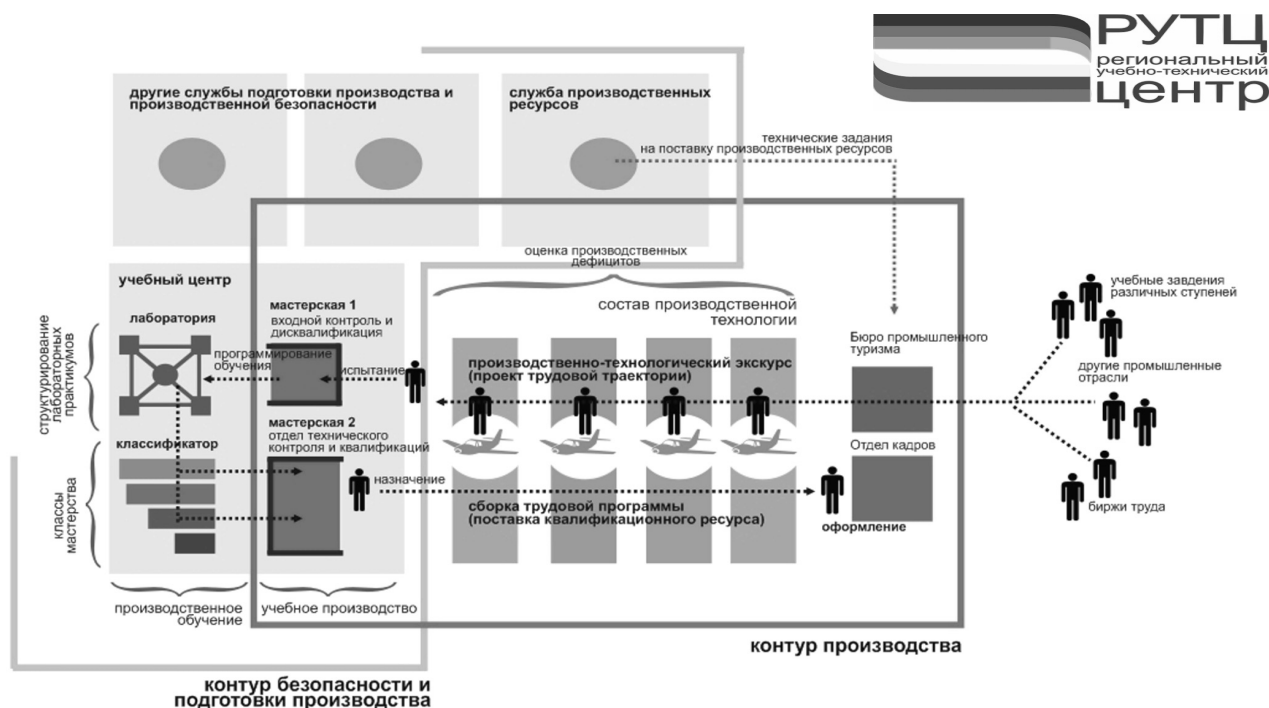 РУТЦ
региональный
учебно-технический
центр
другие службы подготовки производства и
производственной безопасности
служба производственных
ресурсов
технические задания
на поставку производственных ресурсов
оценка производственных
дефицитов
учебный центр
лаборатория
структурирование
лабораторных
практикумов
программирование
обучения
мастерская 1
входной контроль и
дисквалификация
испытание
состав производственной
технологии
производственно-технологический экскурс
(проект трудовой траектории)
Бюро промышленного
туризма
учебные завдения
различных ступеней
другие промышленные
отрасли
биржи труда
классификатор
классы
мастерства
мастерская 2
отдел технического
контроля и квалификаций
назначение
сборка трудовой программы
(поставка квалификационного ресурса)
Отдел кадров
оформление
производственное
обучение
учебное производство
контур производства
контур безопасности и
подготовки производства